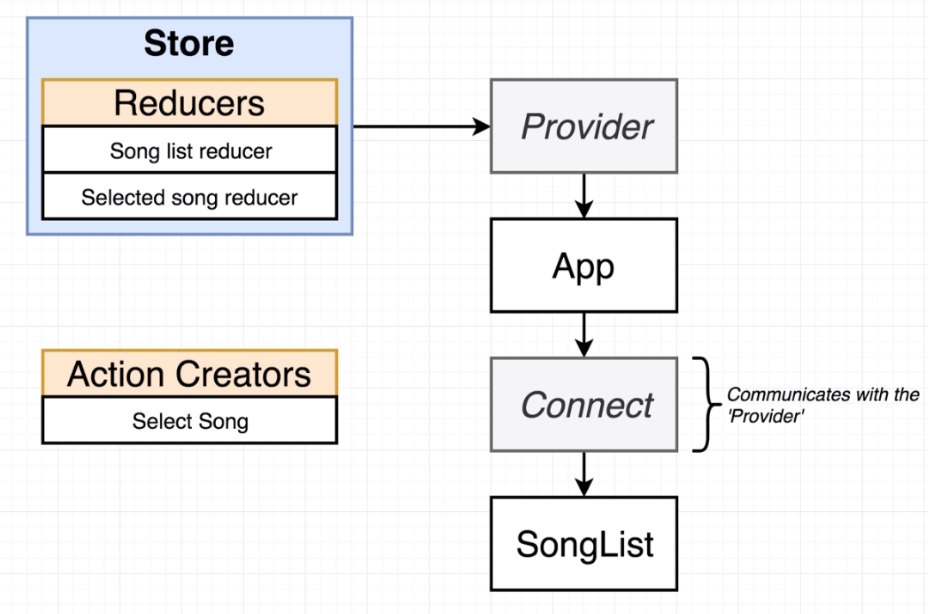 Store
Reducers
Song list reducer
Selected song reducer
Provider
App
Action Creators
Select Song
Connect
Communicates with the
'Provider'
SongList